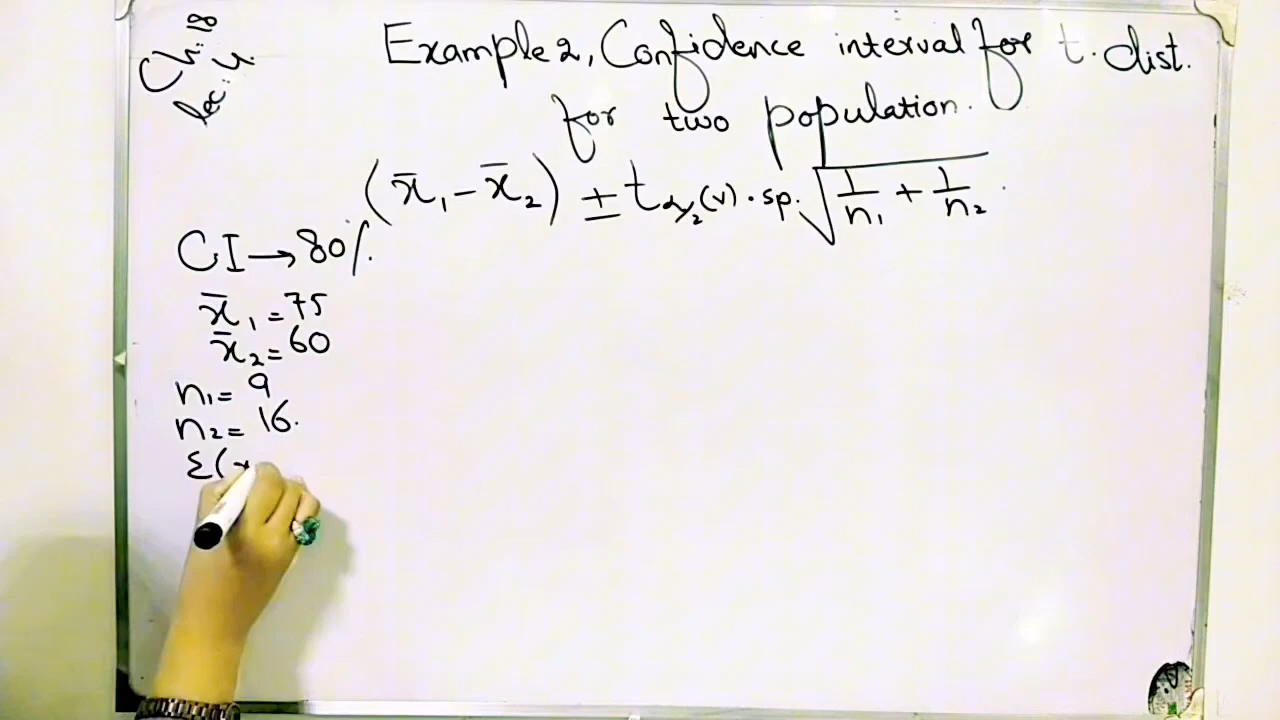 Ch: 18
Lec: 4
Example 2, Confidence interval for t. dist.
for two population.
(x̄₁ - x̄₂) ± t α/₂(v) . sp. √(1/n₁ + 1/n₂)
CI → 80%.
x̄₁ = 75
x̄₂ = 60
n₁ = 9
n₂ = 16.
Σ(x